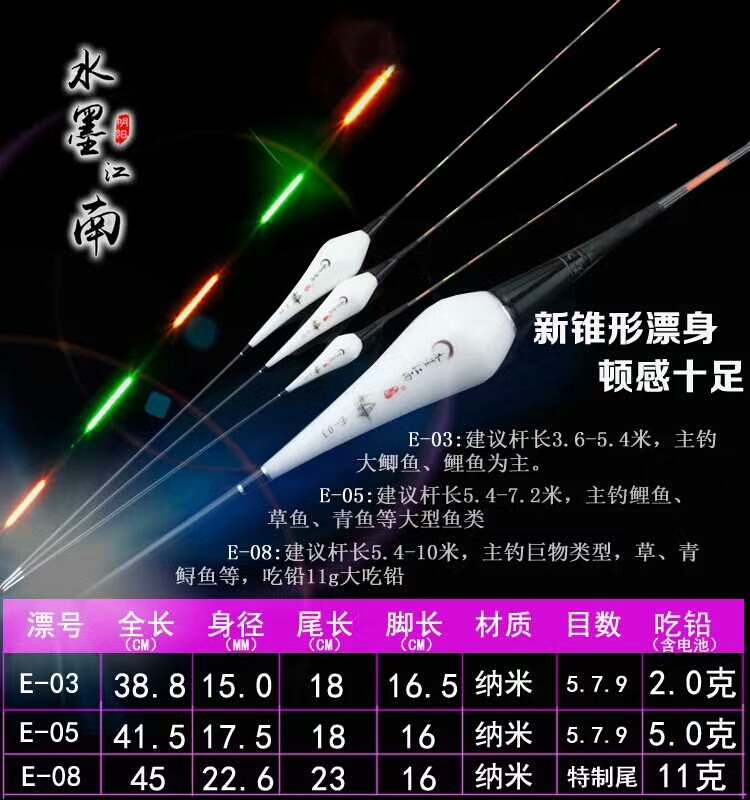 水墨江南
明阳
新锥形漂身
顿感十足
E-03:建议杆长3.6-5.4米，主钓
大鲫鱼、鲤鱼为主。
E-05:建议杆长5.4-7.2米，主钓鲤鱼、
草鱼、青鱼等大型鱼类
E-08:建议杆长5.4-10米，主钓巨物类型，草、青
鲟鱼等，吃铅11g大吃铅
漂号 全长(CM) 身径(MM) 尾长(CM) 脚长(CM) 材质 目数 吃铅(含电池)
E-03 38.8 15.0 18 16.5 纳米 5.7.9 2.0克
E-05 41.5 17.5 18 16 纳米 5.7.9 5.0克
E-08 45 22.6 23 16 纳米 特制尾 11克
水墨江南
E-03